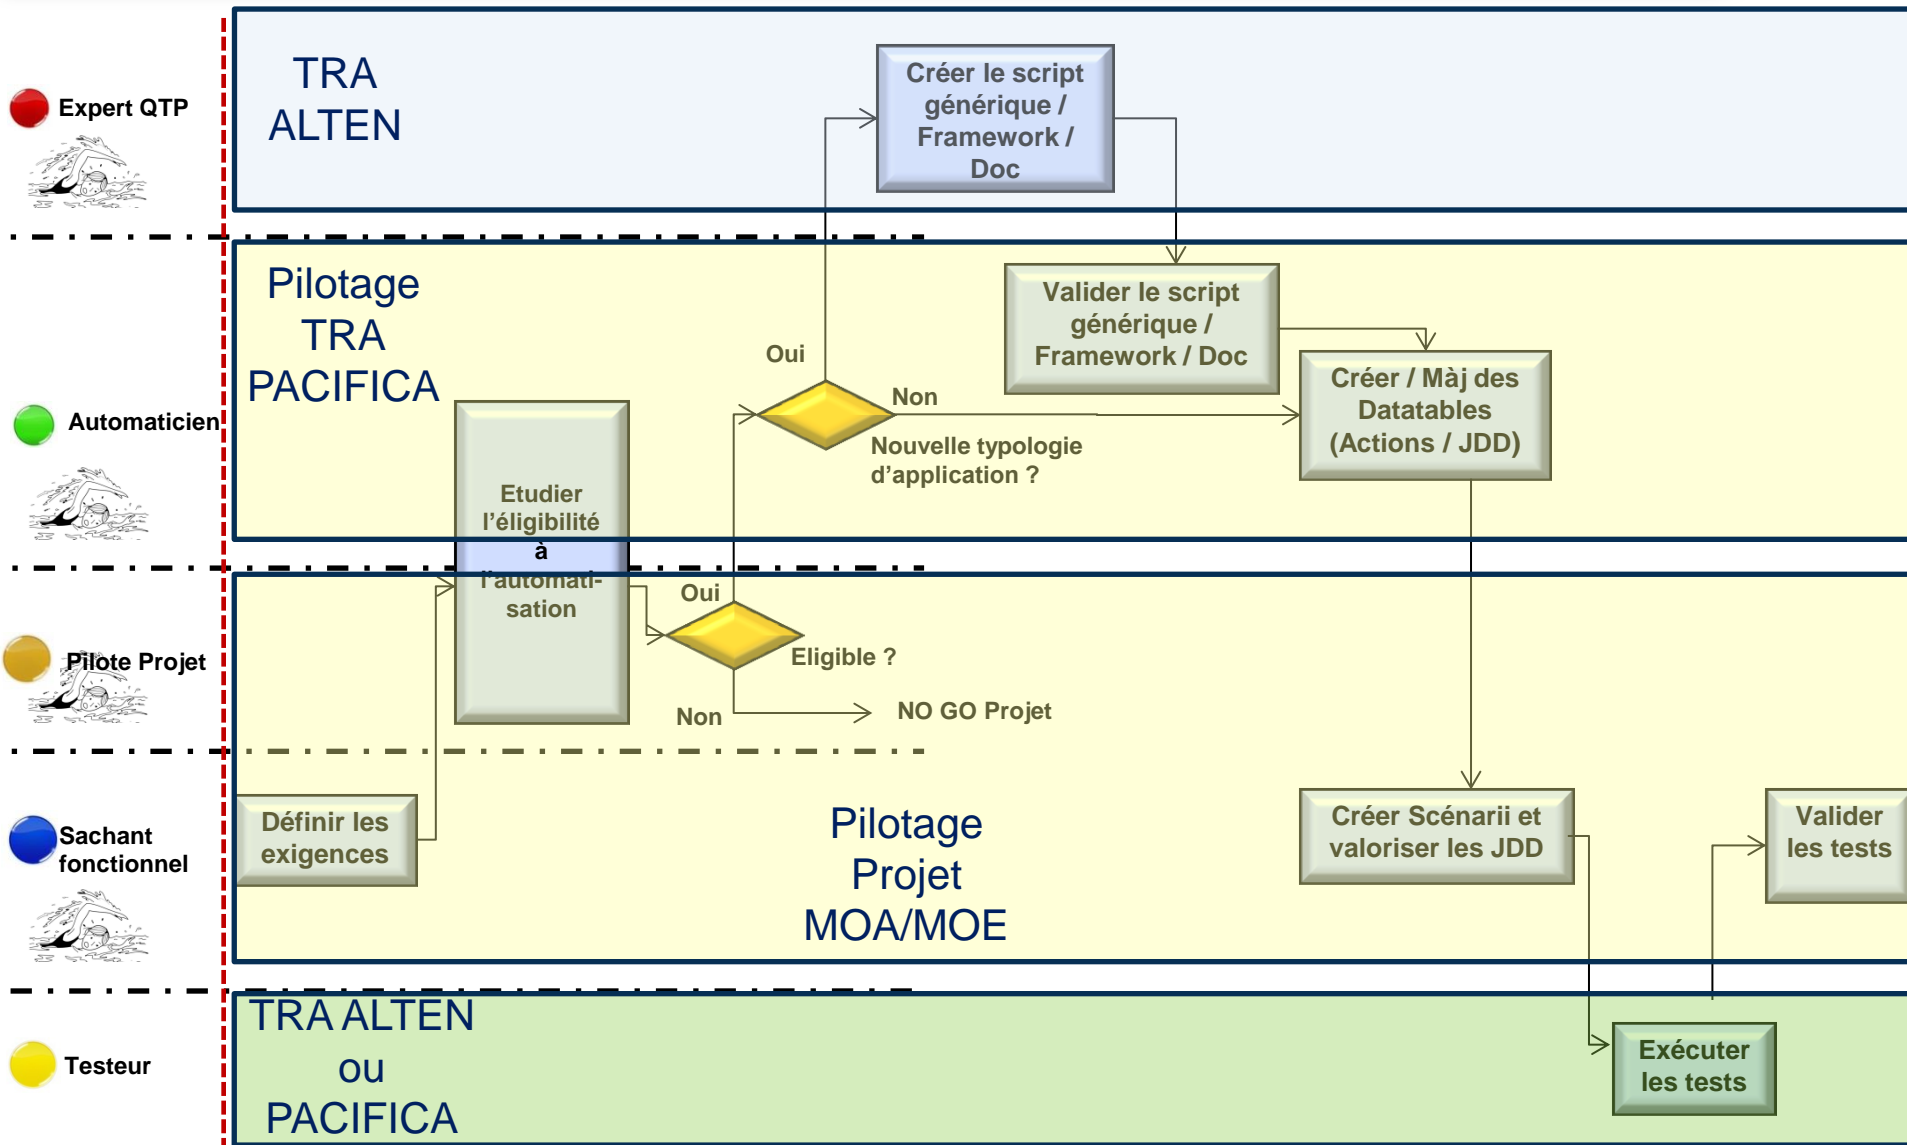 TRA
ALTEN
Expert QTP
Créer le script
générique /
Framework /
Doc
Pilotage
TRA
PACIFICA
Automaticien
Valider le script
générique /
Framework / Doc
Oui
Non
Nouvelle typologie
d’application ?
Créer / Màj des
Datatables
(Actions / JDD)
Etudier
l’éligibilité
à
l’automati-
sation
Pilote Projet
Oui
Eligible ?
Non
NO GO Projet
Sachant
fonctionnel
Définir les
exigences
Pilotage
Projet
MOA/MOE
Créer Scénarii et
valoriser les JDD
Valider
les tests
Testeur
TRA ALTEN
ou
PACIFICA
Exécuter
les tests